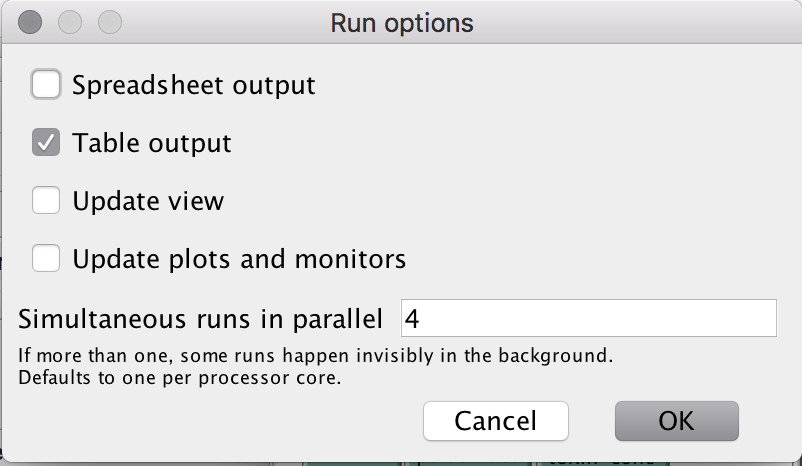 Run options
Spreadsheet output
Table output
Update view
Update plots and monitors
Simultaneous runs in parallel 4
If more than one, some runs happen invisibly in the background.
Defaults to one per processor core.
Cancel OK